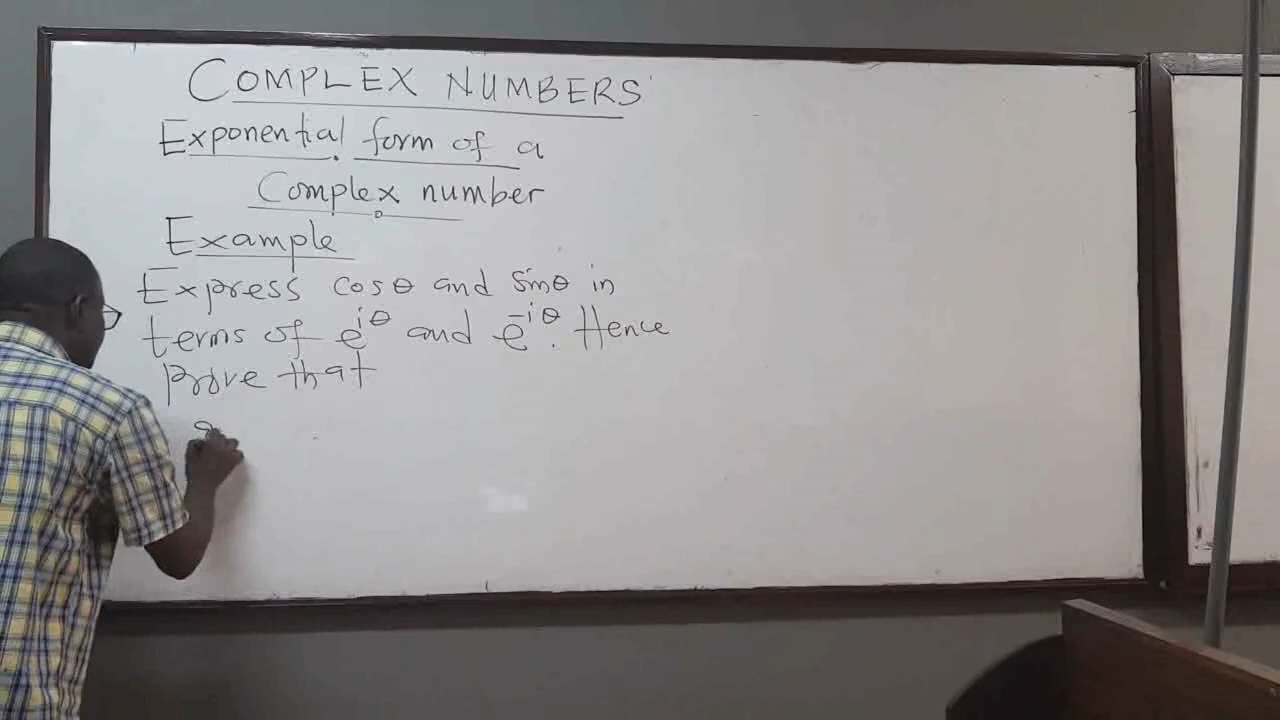 COMPLEX NUMBERS
Exponential form of a
Complex number
Example
Express cosθ and sinθ in
terms of e^{iθ} and e^{-iθ}. Hence
prove that